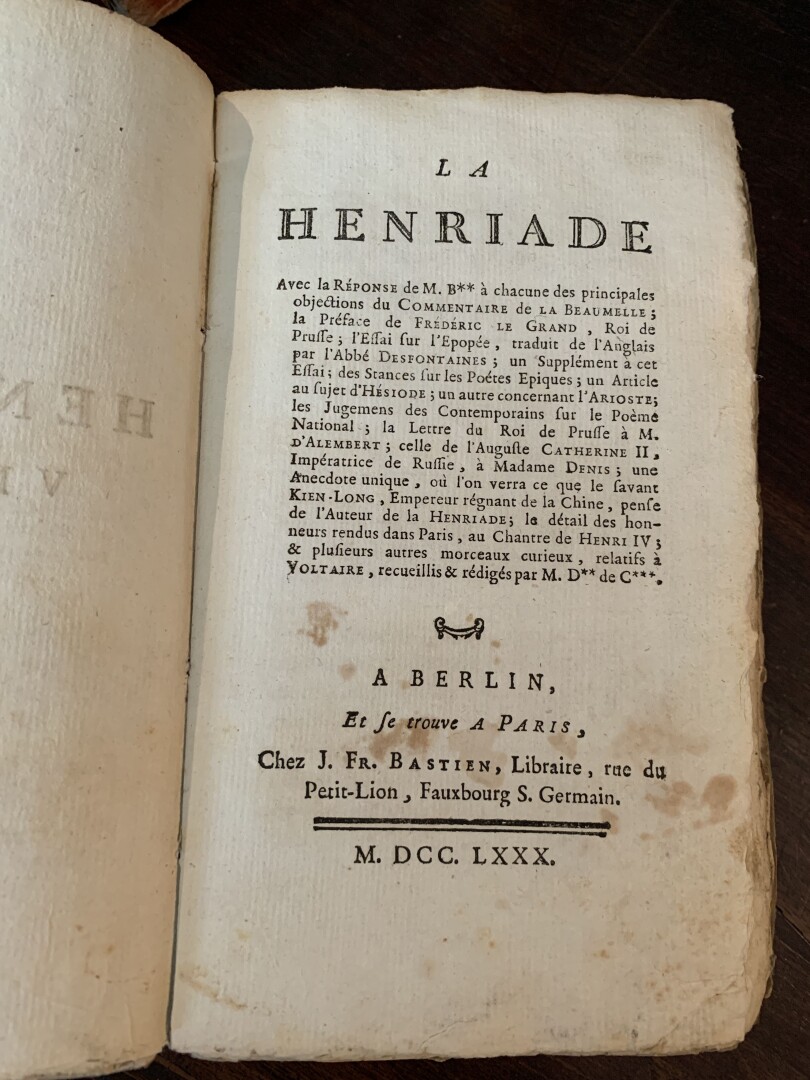 LA
HENRIADE
Avec la RÉPONSE de M. B** à chacune des principales
objections du COMMENTAIRE de LA BEAUMELLE ;
la Préface de FRÉDÉRIC LE GRAND , Roi de
Pruſſe ; l'Eſſai ſur l'Epopée , traduit de l'Anglais
par l'Abbé DESFONTAINES ; un Supplément à cet
Eſſai ; des Stances ſur les Poétes Epiques ; un Article
au ſujet d'HÉSIODE ; un autre concernant l'ARIOSTE;
les Jugemens des Contemporains ſur le Poème
National ; la Lettre du Roi de Pruſſe à M.
D'ALEMBERT ; celle de l'Auguſte CATHERINE II ,
Impératrice de Ruſſie , à Madame DENIS ; une
Anecdote unique , où l'on verra ce que le ſavant
KIEN-LONG , Empereur régnant de la Chine , penſe
de l'Auteur de la HENRIADE; le détail des hon-
neurs rendus dans Paris , au Chantre de HENRI IV ;
& pluſieurs autres morceaux curieux , relatifs à
VOLTAIRE , recueillis & rédigés par M. D** de C***.
A BERLIN,
Et ſe trouve A PARIS ,
Chez J. FR. BASTIEN, Libraire , rue du
Petit-Lion , Fauxbourg S. Germain.
M. DCC. LXXX.